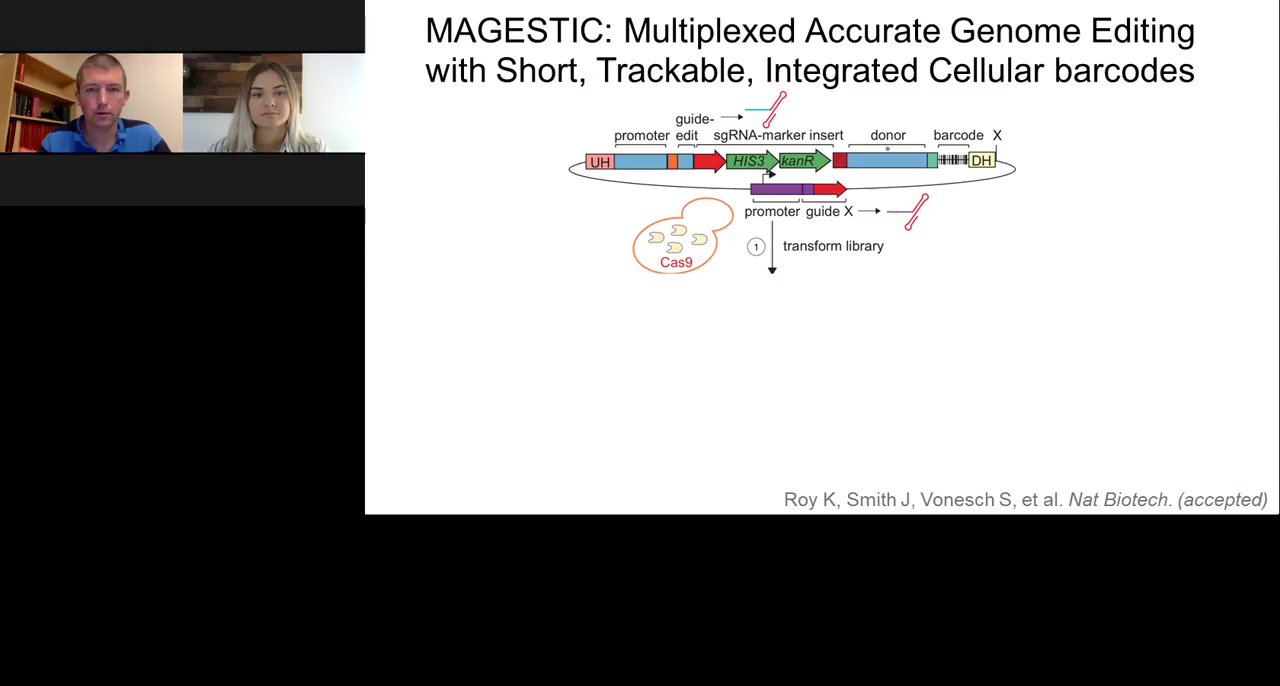 MAGESTIC: Multiplexed Accurate Genome Editing
with Short, Trackable, Integrated Cellular barcodes
guide-
promoter edit sgRNA-marker insert donor barcode X
*
UH HIS3 kanR DH
promoter guide X
1 transform library
Cas9
Roy K, Smith J, Vonesch S, et al. Nat Biotech. (accepted)